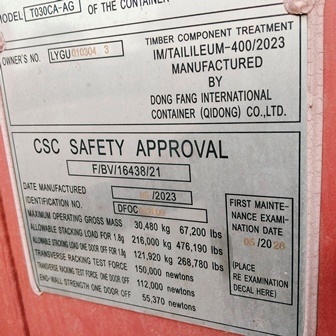 MODEL T030CA-AG OF THE CONTAINER
TIMBER COMPONENT TREATMENT
IM/TAILILEUM-400/2023
OWNER'S NO. LYGU 010304 3
MANUFACTURED
BY
DONG FANG INTERNATIONAL
CONTAINER (QIDONG) CO.,LTD.
CSC SAFETY APPROVAL
F/BV/16438/21
DATE MANUFACTURED 05/2023
IDENTIFICATION NO. DFOC
MAXIMUM OPERATING GROSS MASS 30,480 kg 67,200 lbs
ALLOWABLE STACKING LOAD FOR 1.8g 216,000 kg 476,190 lbs
ALLOWABLE STACKING LOAD ONE DOOR OFF FOR 1.8g 121,920 kg 268,780 lbs
TRANSVERSE RACKING TEST FORCE 150,000 newtons
TRANSVERSE RACKING TEST FORCE ONE DOOR OFF 112,000 newtons
END-WALL STRENGTH ONE DOOR OFF 55,370 newtons
FIRST MAINTE-
NANCE EXAMI-
NATION DATE
05/2028
(PLACE
RE EXAMINATION
DECAL HERE)